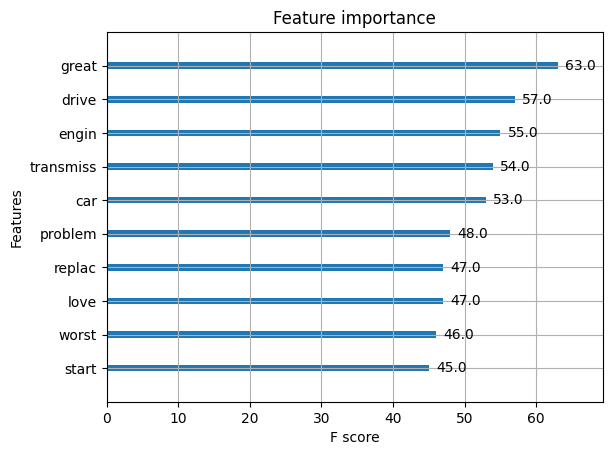 Feature importance
great 63.0
drive 57.0
engin 55.0
transmiss 54.0
car 53.0
problem 48.0
replac 47.0
love 47.0
worst 46.0
start 45.0
Features
0 10 20 30 40 50 60
F score